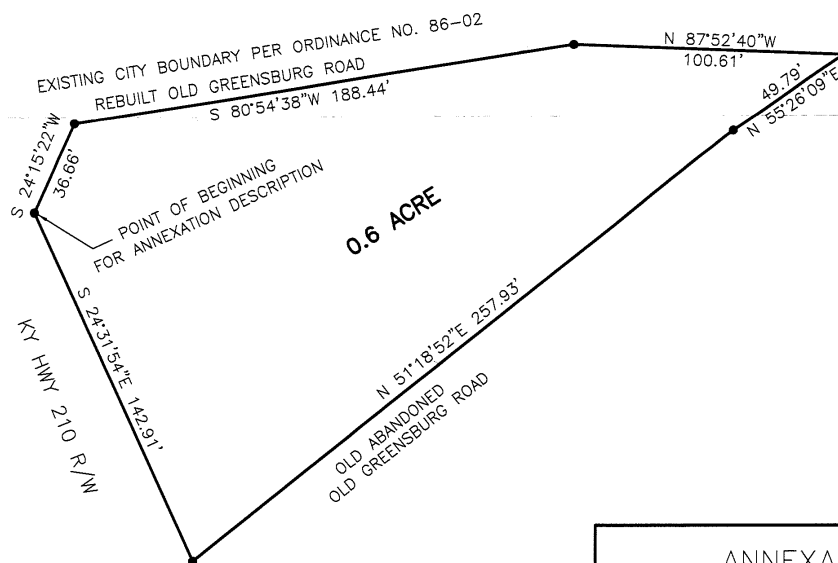 EXISTING CITY BOUNDARY PER ORDINANCE NO. 86-02
REBUILT OLD GREENSBURG ROAD
S 80°54'38"W 188.44'
N 87°52'40"W
100.61'
49.79'
N 55°26'09"E
S 24°15'22"W
36.66'
POINT OF BEGINNING
FOR ANNEXATION DESCRIPTION
0.6 ACRE
S 24°31'54"E 142.91'
KY HWY 210 R/W
N 51°18'52"E 257.93'
OLD ABANDONED
OLD GREENSBURG ROAD
ANNEXA